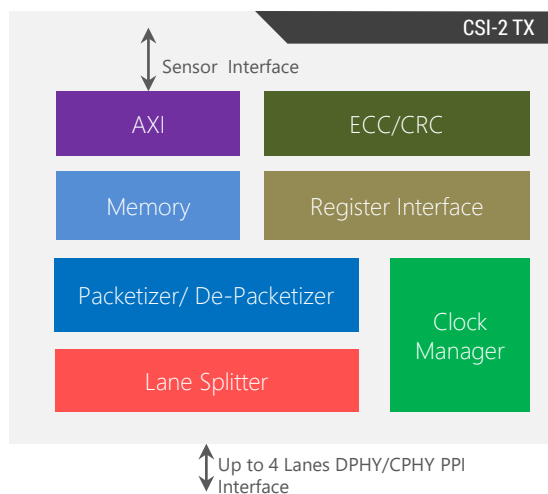 CSI-2 TX
Sensor Interface
AXI
ECC/CRC
Memory
Register Interface
Packetizer/ De-Packetizer
Clock
Manager
Lane Splitter
Up to 4 Lanes DPHY/CPHY PPI
Interface